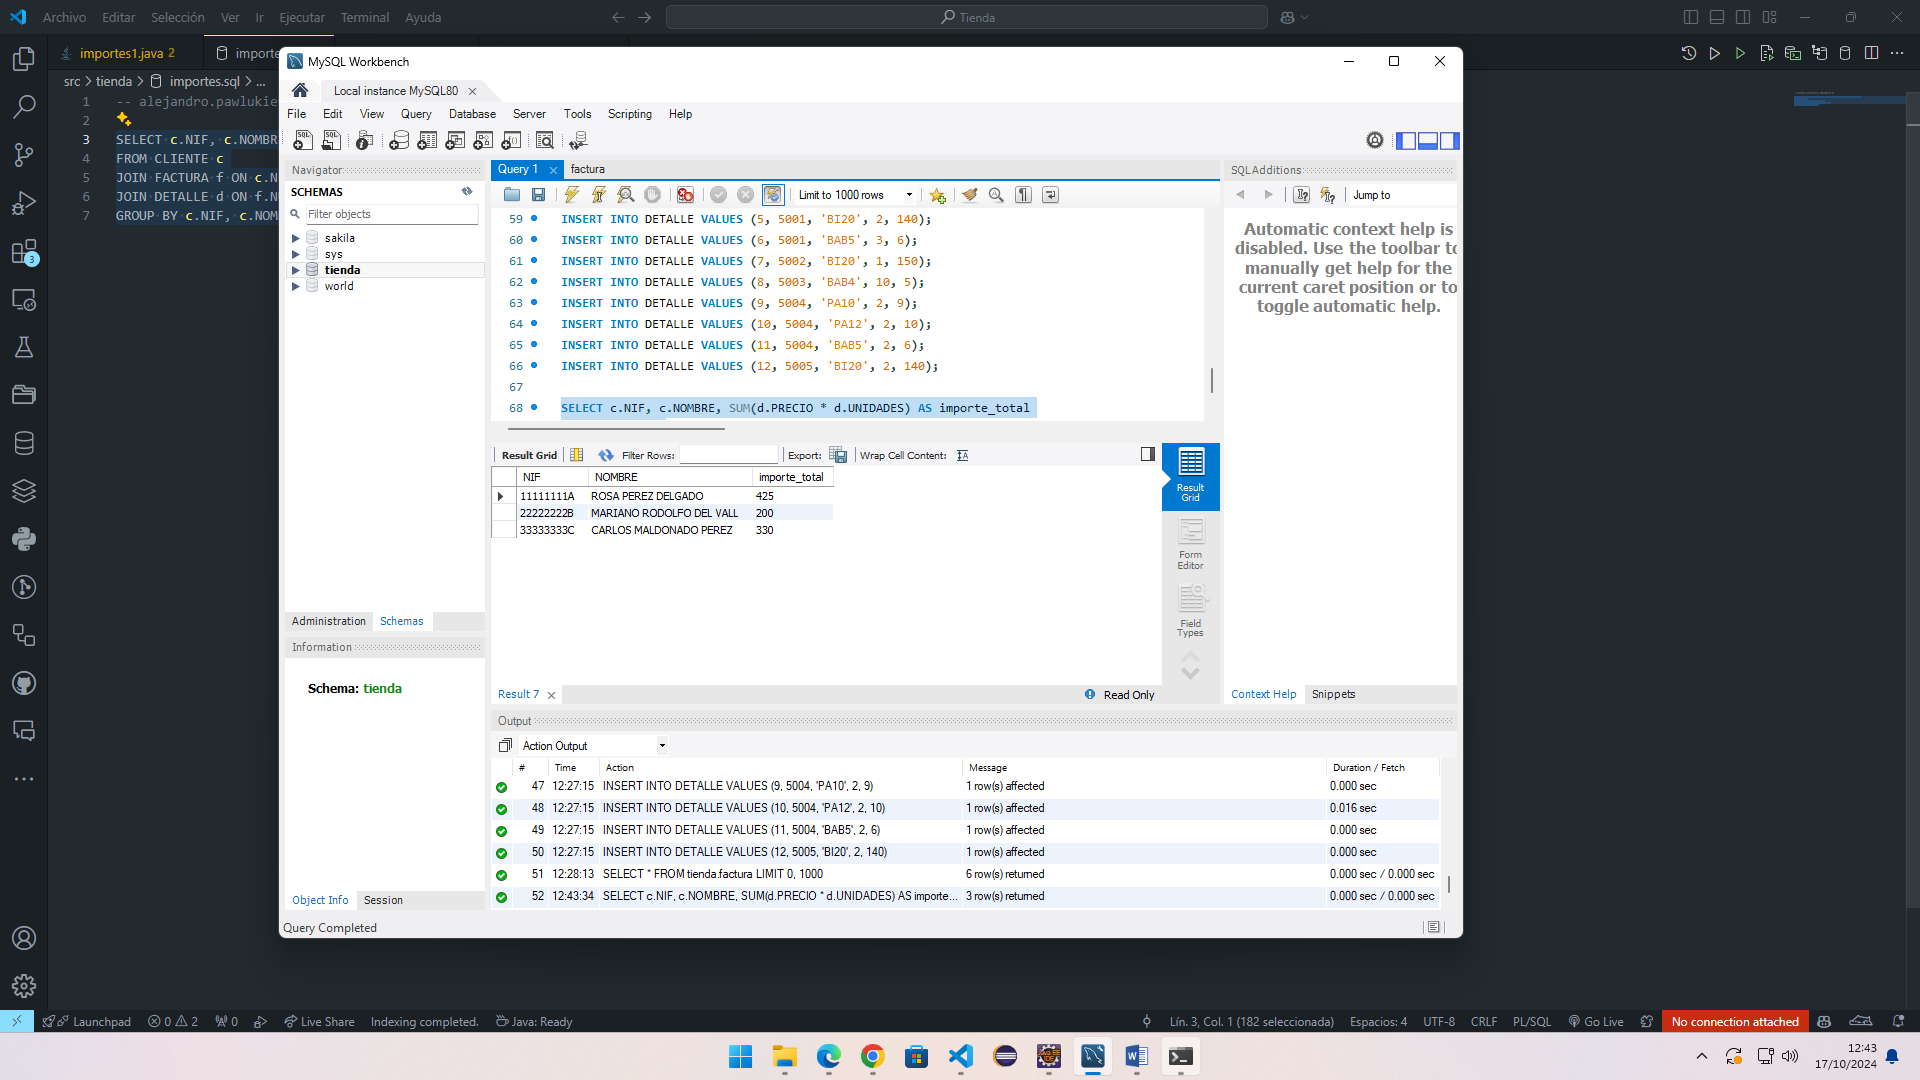 Archivo Editar Selección Ver Ir Ejecutar Terminal Ayuda
Tienda
importes1.java 2
src > tienda > importes.sql > ...
1
2
3 SELECT c.NIF, c.NOMBR
4 FROM CLIENTE c
5 JOIN FACTURA f ON c.N
6 JOIN DETALLE d ON f.N
7 GROUP BY c.NIF, c.NOM
MySQL Workbench
Local instance MySQL80
File Edit View Query Database Server Tools Scripting Help
Navigator
SCHEMAS
Filter objects
sakila
sys
tienda
world
Administration Schemas
Information
Schema: tienda
Object Info Session
Query Completed
Query 1 factura
Limit to 1000 rows
59 INSERT INTO DETALLE VALUES (5, 5001, 'BI20', 2, 140);
60 INSERT INTO DETALLE VALUES (6, 5001, 'BAB5', 3, 6);
61 INSERT INTO DETALLE VALUES (7, 5002, 'BI20', 1, 150);
62 INSERT INTO DETALLE VALUES (8, 5003, 'BAB4', 10, 5);
63 INSERT INTO DETALLE VALUES (9, 5004, 'PA10', 2, 9);
64 INSERT INTO DETALLE VALUES (10, 5004, 'PA12', 2, 10);
65 INSERT INTO DETALLE VALUES (11, 5004, 'BAB5', 2, 6);
66 INSERT INTO DETALLE VALUES (12, 5005, 'BI20', 2, 140);
67
68 SELECT c.NIF, c.NOMBRE, SUM(d.PRECIO * d.UNIDADES) AS importe_total
Result Grid Filter Rows: Export: Wrap Cell Content:
NIF NOMBRE importe_total
11111111A ROSA PEREZ DELGADO 425
22222222B MARIANO RODOLFO DEL VALL 200
33333333C CARLOS MALDONADO PEREZ 330
Result Grid
Form Editor
Field Types
Result 7 Read Only
SQLAdditions
Jump to
Automatic context help is
disabled. Use the toolbar to
manually get help for the
current caret position or to
toggle automatic help.
Context Help Snippets
Output
Action Output
# Time Action Message Duration / Fetch
47 12:27:15 INSERT INTO DETALLE VALUES (9, 5004, 'PA10', 2, 9) 1 row(s) affected 0.000 sec
48 12:27:15 INSERT INTO DETALLE VALUES (10, 5004, 'PA12', 2, 10) 1 row(s) affected 0.016 sec
49 12:27:15 INSERT INTO DETALLE VALUES (11, 5004, 'BAB5', 2, 6) 1 row(s) affected 0.000 sec
50 12:27:15 INSERT INTO DETALLE VALUES (12, 5005, 'BI20', 2, 140) 1 row(s) affected 0.000 sec
51 12:28:13 SELECT * FROM tienda.factura LIMIT 0, 1000 6 row(s) returned 0.000 sec / 0.000 sec
52 12:43:34 SELECT c.NIF, c.NOMBRE, SUM(d.PRECIO * d.UNIDADES) AS importe... 3 row(s) returned 0.000 sec / 0.000 sec
3
Launchpad 0 2 0 Live Share Indexing completed. Java: Ready
Lín. 3, Col. 1 (182 seleccionada) Espacios: 4 UTF-8 CRLF PL/SQL Go Live No connection attached
12:43
17/10/2024